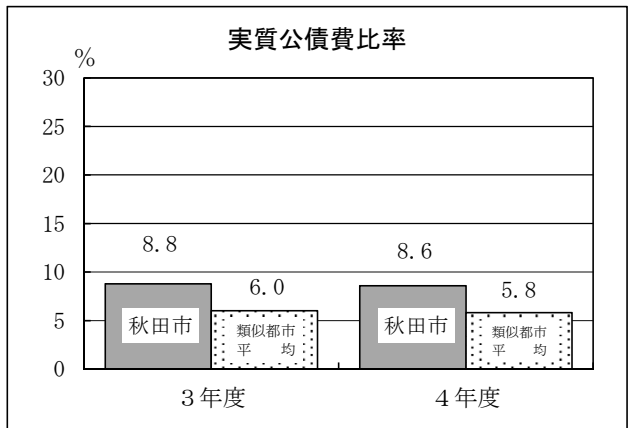 実質公債費比率
%
30
25
20
15
10
5
0
8.8
6.0
8.6
5.8
秋田市
類似都市
平　均
秋田市
類似都市
平　均
３年度
４年度